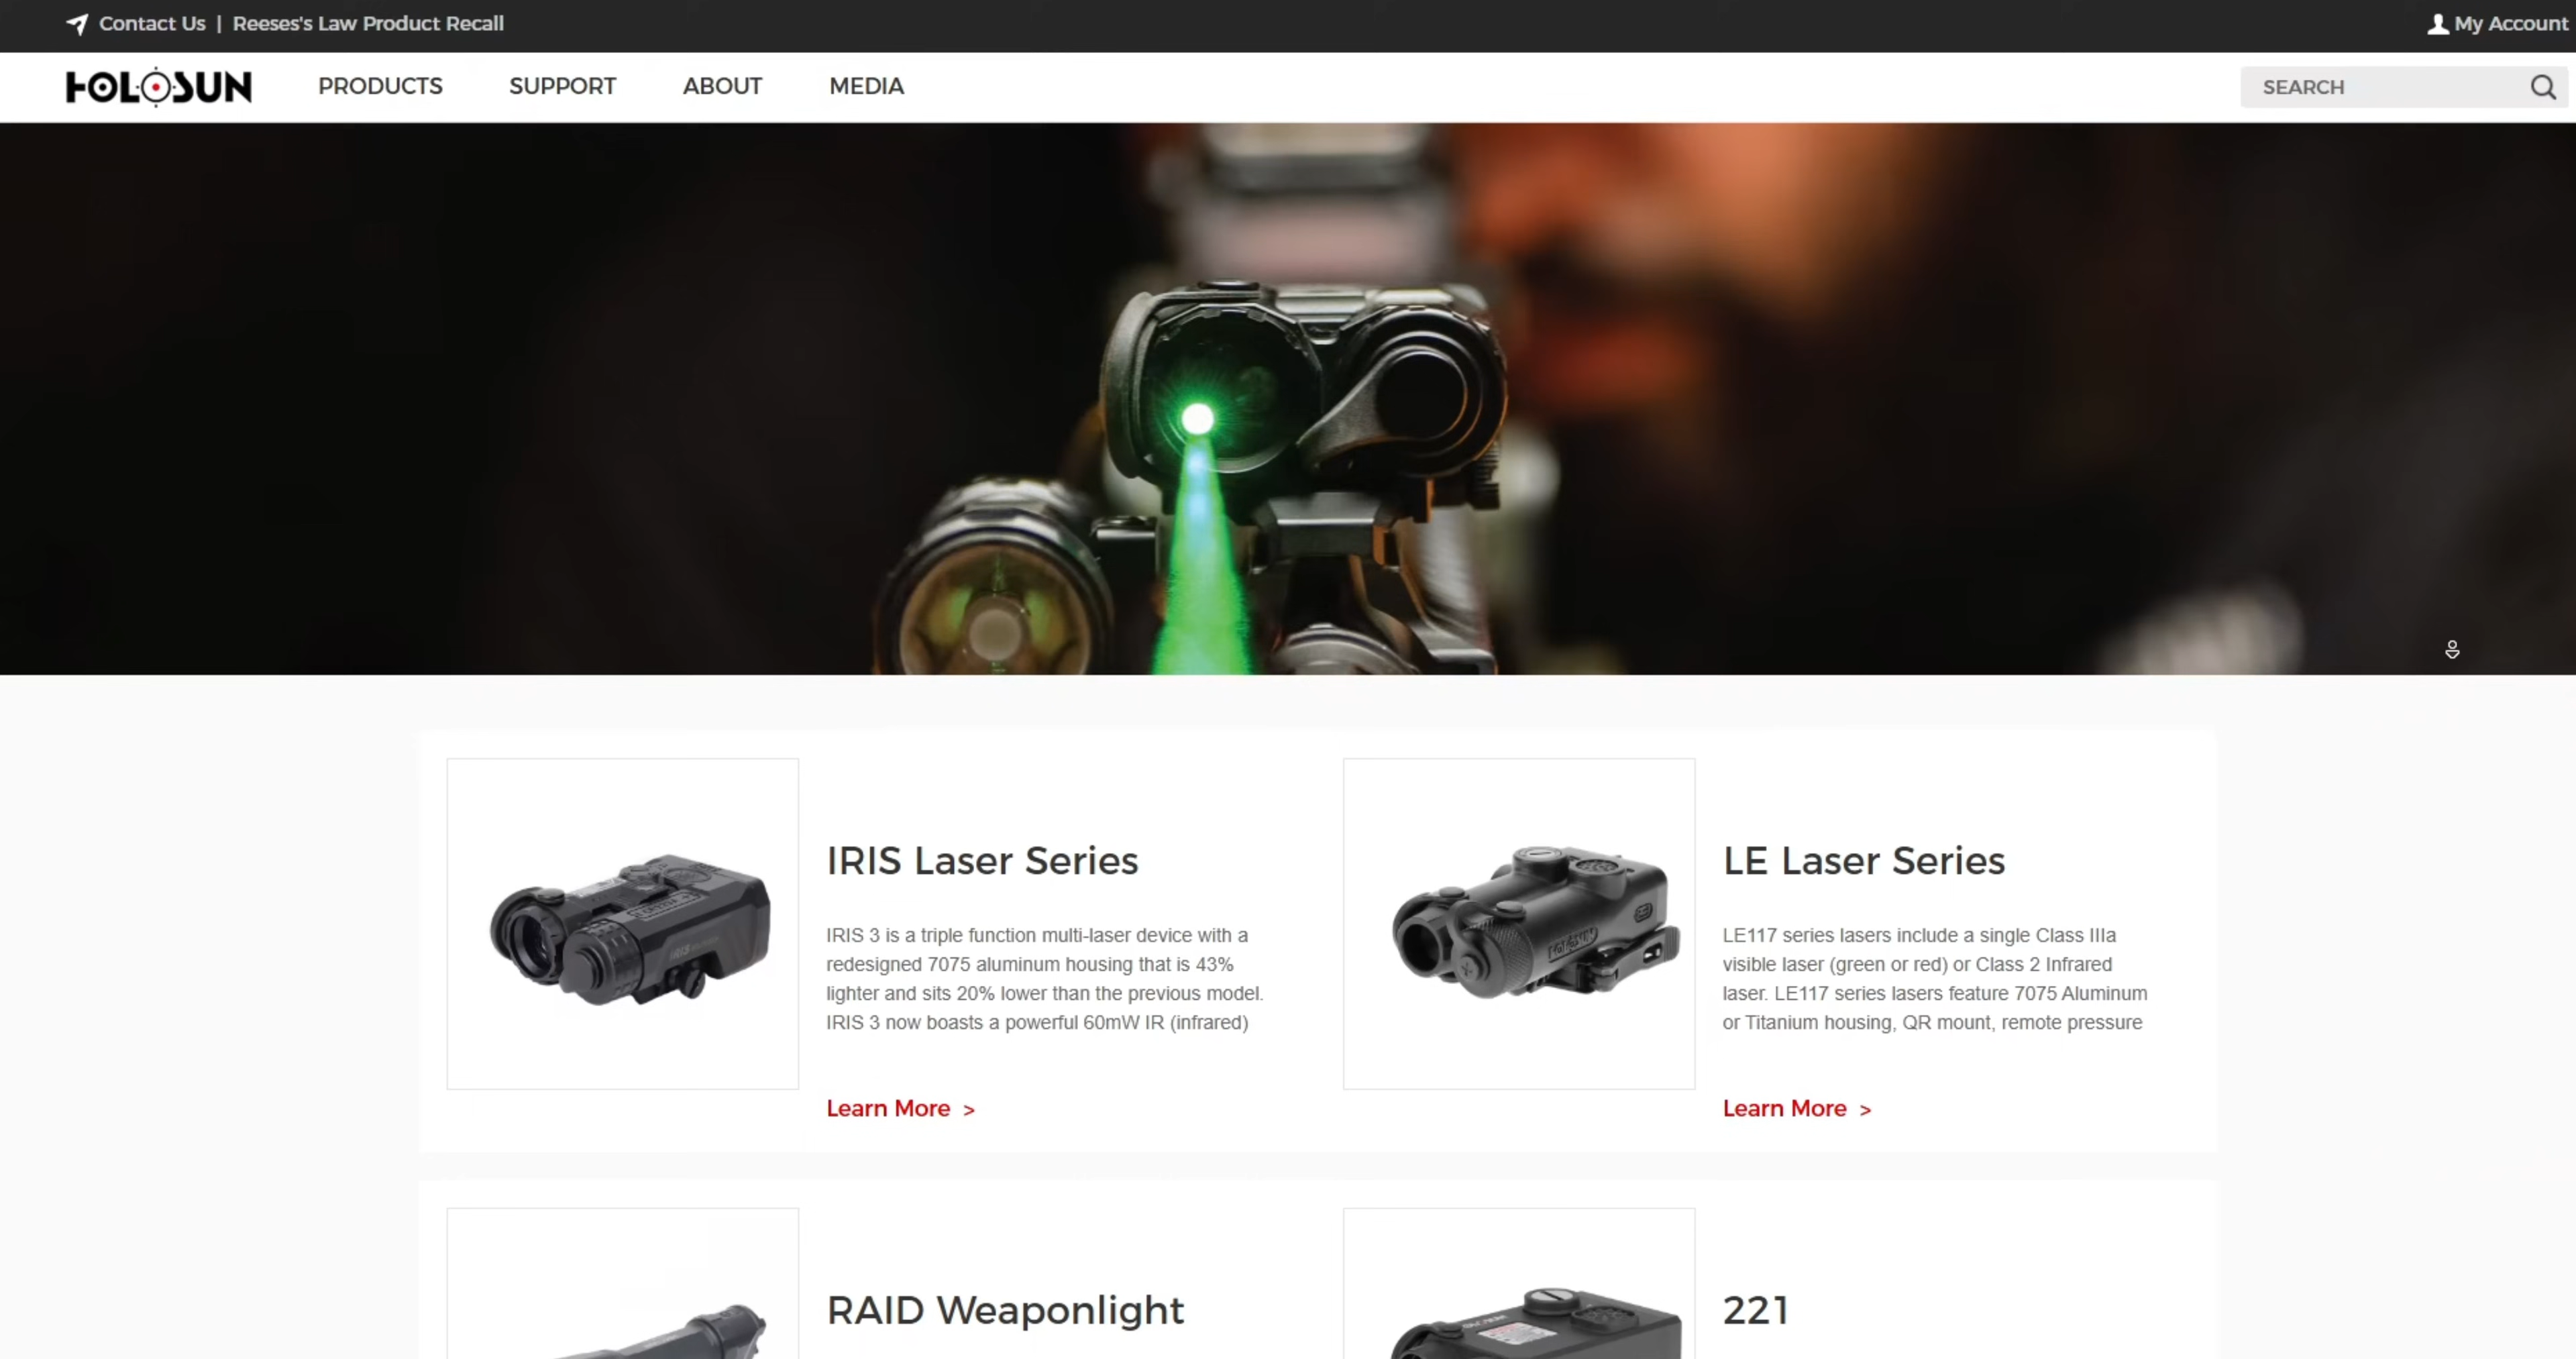 Contact Us | Reeses's Law Product Recall
My Account
HOLOSUN
PRODUCTS
SUPPORT
ABOUT
MEDIA
SEARCH
IRIS Laser Series
IRIS 3 is a triple function multi-laser device with a
redesigned 7075 aluminum housing that is 43%
lighter and sits 20% lower than the previous model.
IRIS 3 now boasts a powerful 60mW IR (infrared)
Learn More >
LE Laser Series
LE117 series lasers include a single Class IIIa
visible laser (green or red) or Class 2 Infrared
laser. LE117 series lasers feature 7075 Aluminum
or Titanium housing, QR mount, remote pressure
Learn More >
HOLOSUN
RAID Weaponlight
221